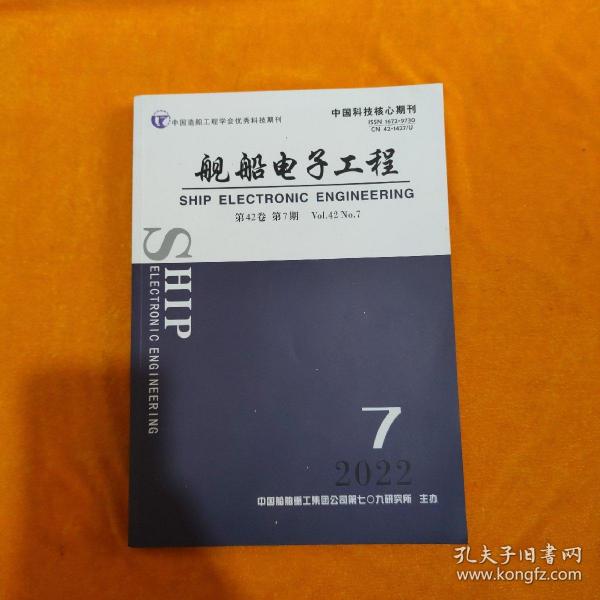 中国造船工程学会优秀科技期刊
中国科技核心期刊
ISSN 1672-9730
CN 42-1427/U
舰船电子工程
SHIP ELECTRONIC ENGINEERING
第42卷 第7期 Vol.42 No.7
SHIP
ELECTRONIC ENGINEERING
7
2022
中国船舶重工集团公司第七〇九研究所 主办
孔夫子旧书网
www.kongfz.com